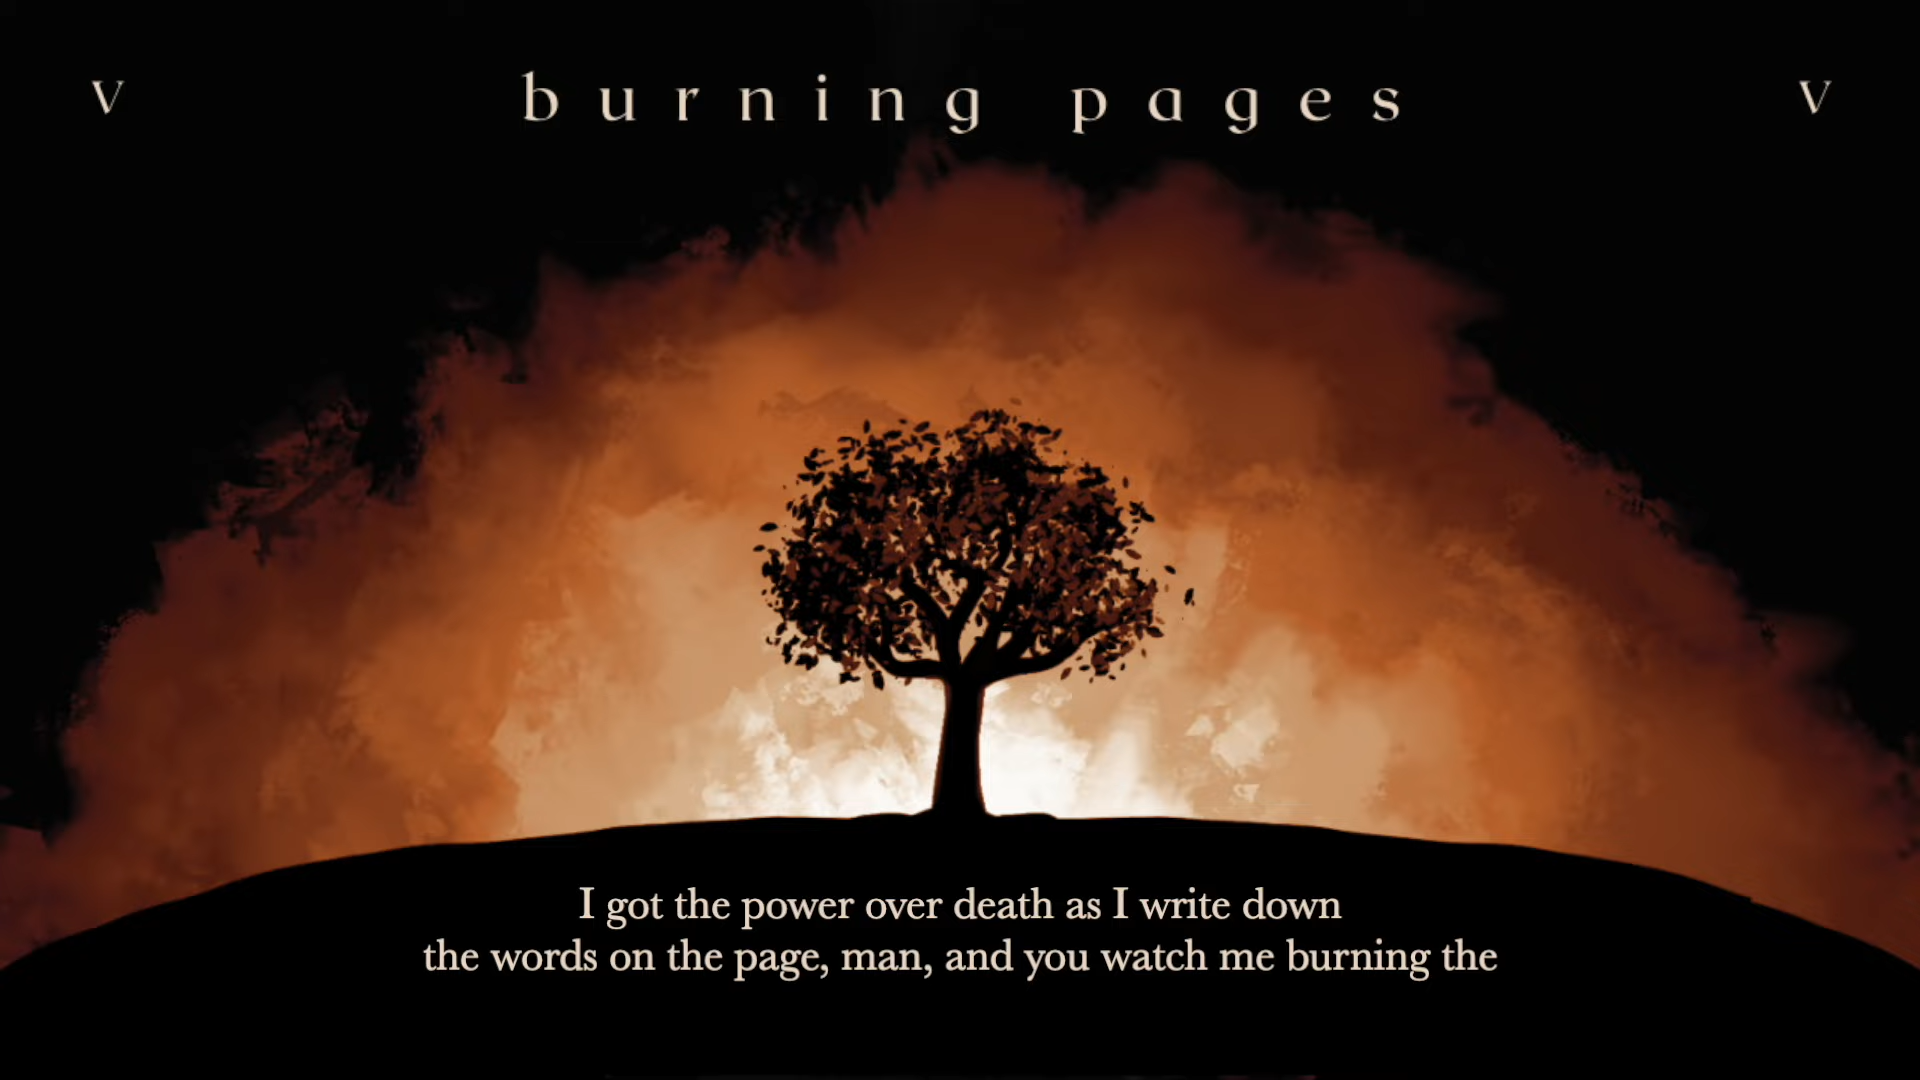 V
burning pages
V
I got the power over death as I write down
the words on the page, man, and you watch me burning the